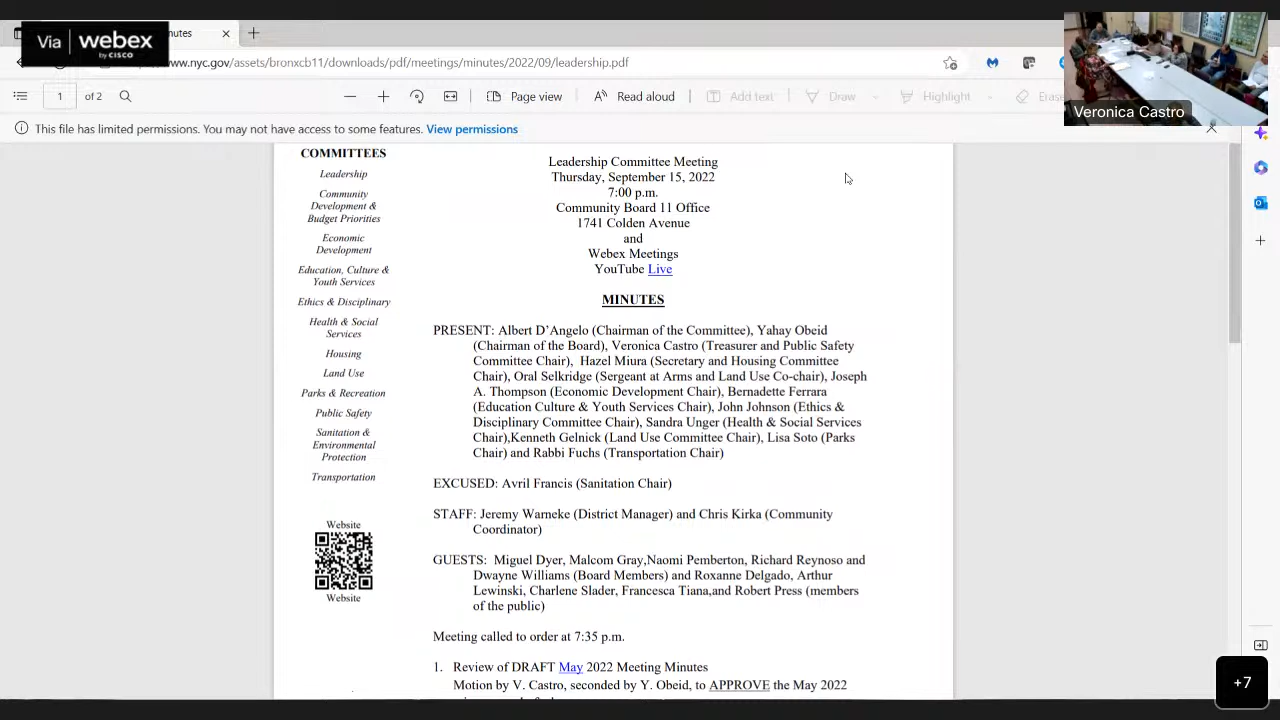 Via webex
by CISCO
nutes
www.nyc.gov/assets/bronxcb11/downloads/pdf/meetings/minutes/2022/09/leadership.pdf
1 of 2
Page view
Read aloud
Add text
Draw
Highlight
Erase
This file has limited permissions. You may not have access to some features. View permissions
Veronica Castro
COMMITTEES
Leadership
Community
Development &
Budget Priorities
Economic
Development
Education, Culture &
Youth Services
Ethics & Disciplinary
Health & Social
Services
Housing
Land Use
Parks & Recreation
Public Safety
Sanitation &
Environmental
Protection
Transportation
Website
Website
Leadership Committee Meeting
Thursday, September 15, 2022
7:00 p.m.
Community Board 11 Office
1741 Colden Avenue
and
Webex Meetings
YouTube Live
MINUTES
PRESENT: Albert D'Angelo (Chairman of the Committee), Yahay Obeid
(Chairman of the Board), Veronica Castro (Treasurer and Public Safety
Committee Chair), Hazel Miura (Secretary and Housing Committee
Chair), Oral Selkridge (Sergeant at Arms and Land Use Co-chair), Joseph
A. Thompson (Economic Development Chair), Bernadette Ferrara
(Education Culture & Youth Services Chair), John Johnson (Ethics &
Disciplinary Committee Chair), Sandra Unger (Health & Social Services
Chair),Kenneth Gelnick (Land Use Committee Chair), Lisa Soto (Parks
Chair) and Rabbi Fuchs (Transportation Chair)
EXCUSED: Avril Francis (Sanitation Chair)
STAFF: Jeremy Warneke (District Manager) and Chris Kirka (Community
Coordinator)
GUESTS: Miguel Dyer, Malcom Gray,Naomi Pemberton, Richard Reynoso and
Dwayne Williams (Board Members) and Roxanne Delgado, Arthur
Lewinski, Charlene Slader, Francesca Tiana,and Robert Press (members
of the public)
Meeting called to order at 7:35 p.m.
1. Review of DRAFT May 2022 Meeting Minutes
Motion by V. Castro, seconded by Y. Obeid, to APPROVE the May 2022
+7